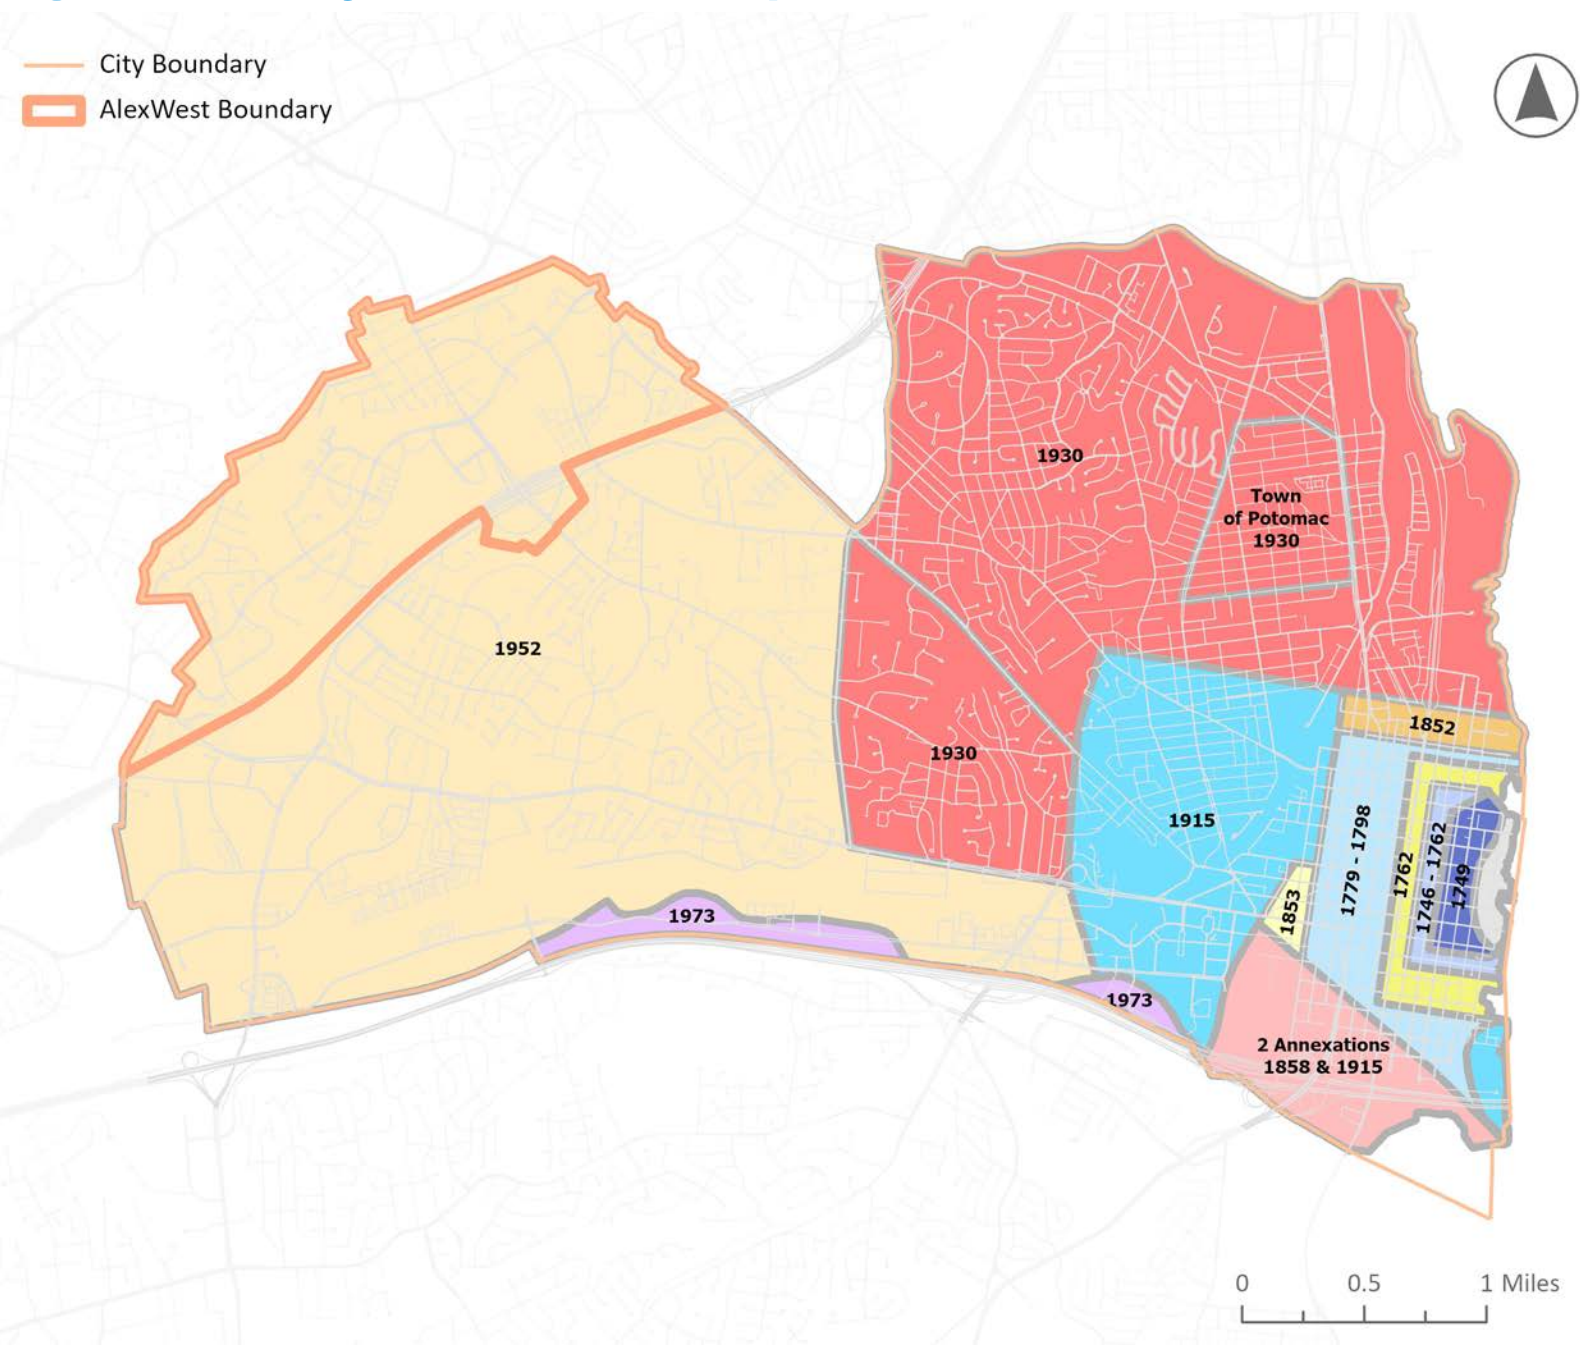 City Boundary
AlexWest Boundary
1930
Town
of Potomac
1930
1952
1930
1852
1915
1779 - 1798
1762
1746 - 1762
1749
1853
1973
1973
2 Annexations
1858 & 1915
0 0.5 1 Miles